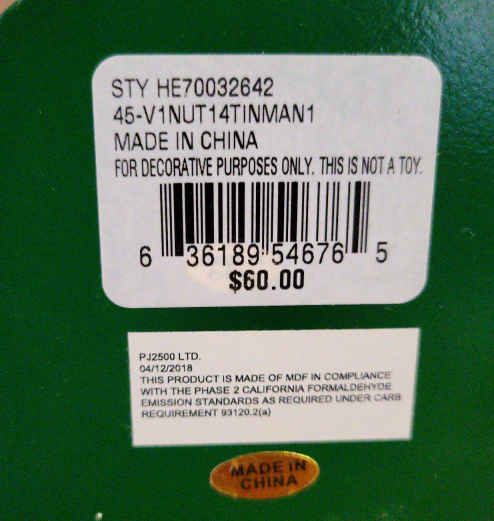 STY HE70032642
45-V1NUT14TINMAN1
MADE IN CHINA
FOR DECORATIVE PURPOSES ONLY. THIS IS NOT A TOY.
6 36189 54676 5
$60.00
PJ2500 LTD.
04/12/2018
THIS PRODUCT IS MADE OF MDF IN COMPLIANCE
WITH THE PHASE 2 CALIFORNIA FORMALDEHYDE
EMISSION STANDARDS AS REQUIRED UNDER CARB
REQUIREMENT 93120.2(a)
MADE IN
CHINA